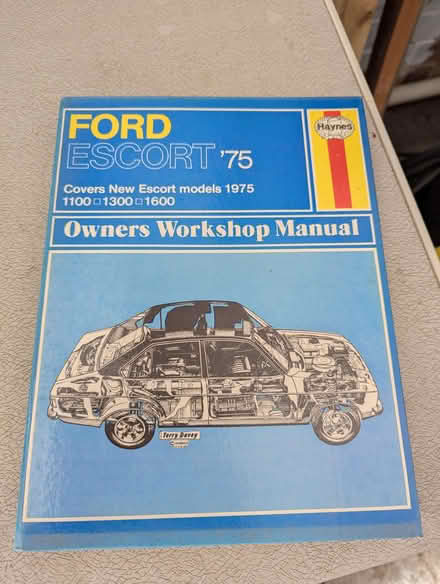 FORD
ESCORT '75
Haynes
Covers New Escort models 1975
1100 □ 1300 □ 1600
Owners Workshop Manual
Terry Davey